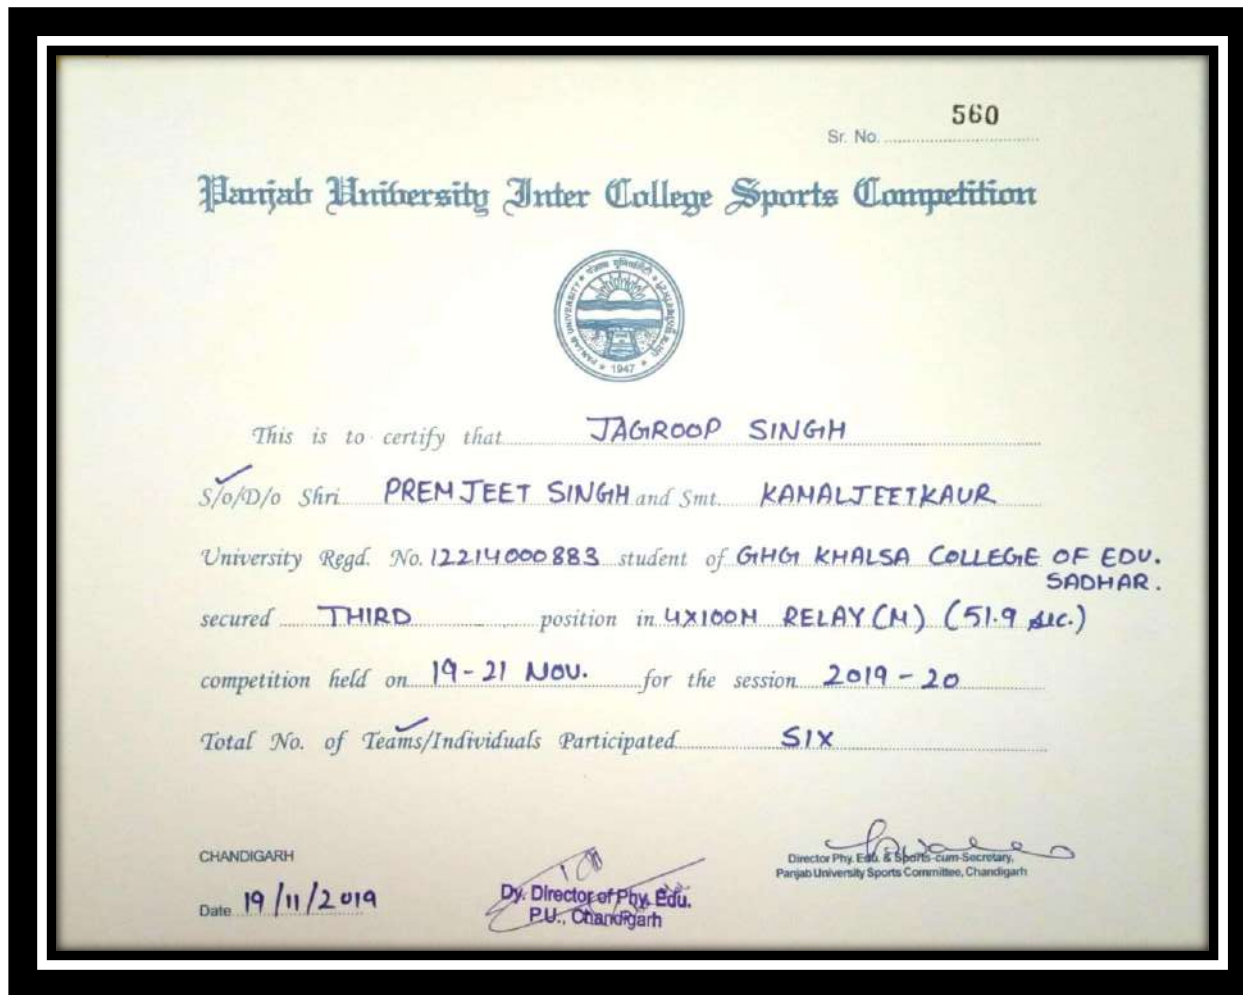 560
Sr. No.
Panjab University Inter College Sports Competition
PANJAB UNIVERSITY
1947
This is to certify that JAGROOP SINGH
S/o/D/o Shri PREMJEET SINGH and Smt. KAMALJEETKAUR
University Regd. No. 12214000883 student of GHG KHALSA COLLEGE OF EDU.
SADHAR.
secured THIRD position in 4X100M RELAY (M) (51.9 sec.)
competition held on 19-21 NOV. for the session 2019-20
Total No. of Teams/Individuals Participated SIX
CHANDIGARH
Date 19/11/2019
Dy. Director of Phy. Edu.
P.U., Chandigarh
Director Phy. Edu. & Sports-cum-Secretary,
Panjab University Sports Committee, Chandigarh